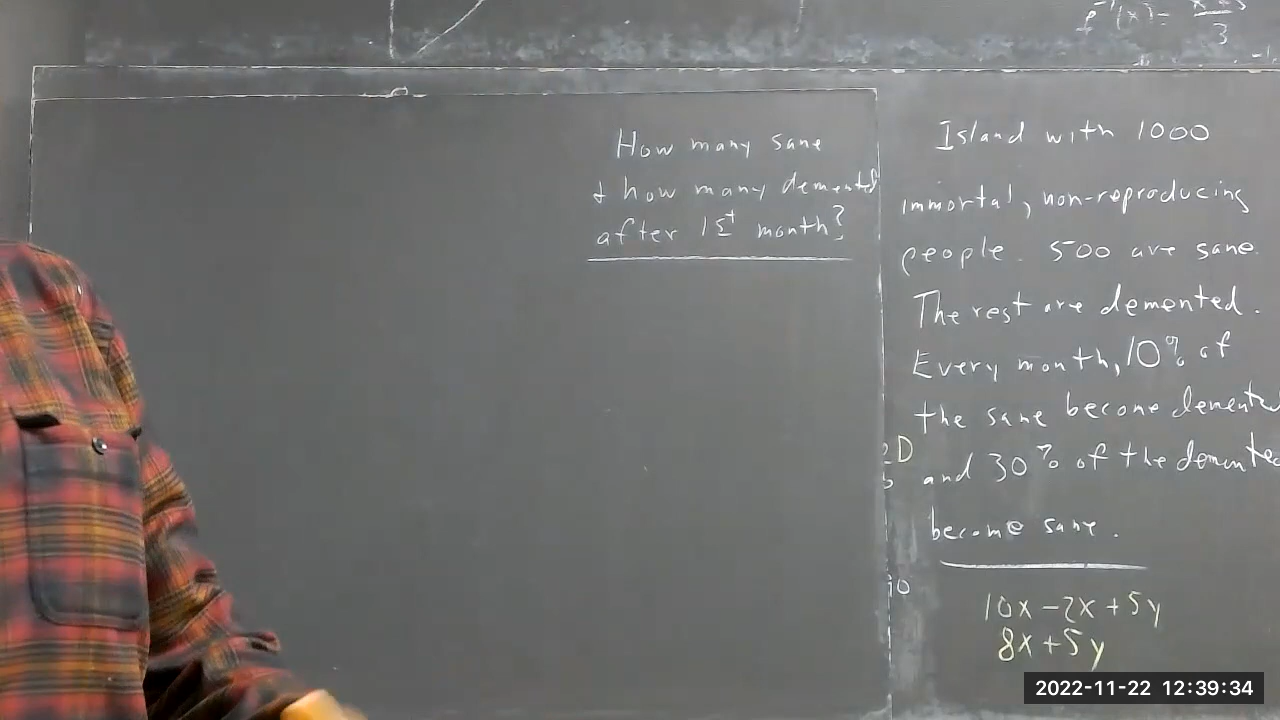 How many sane
+ how many demented
after 1st month?
Island with 1000
immortal, non-reproducing
people. 500 are sane.
The rest are demented.
Every month, 10% of
the sane become demented
and 30% of the demented
become sane.
10x - 2x + 5y
8x + 5y
2022-11-22 12:39:34